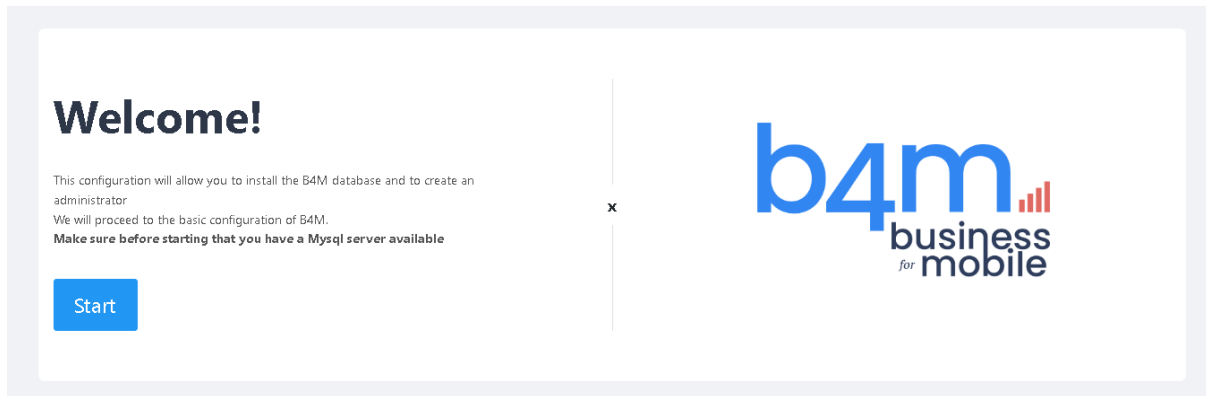 Welcome!
This configuration will allow you to install the B4M database and to create an
administrator
We will proceed to the basic configuration of B4M.
Make sure before starting that you have a Mysql server available
Start
x
b4m
business
for mobile